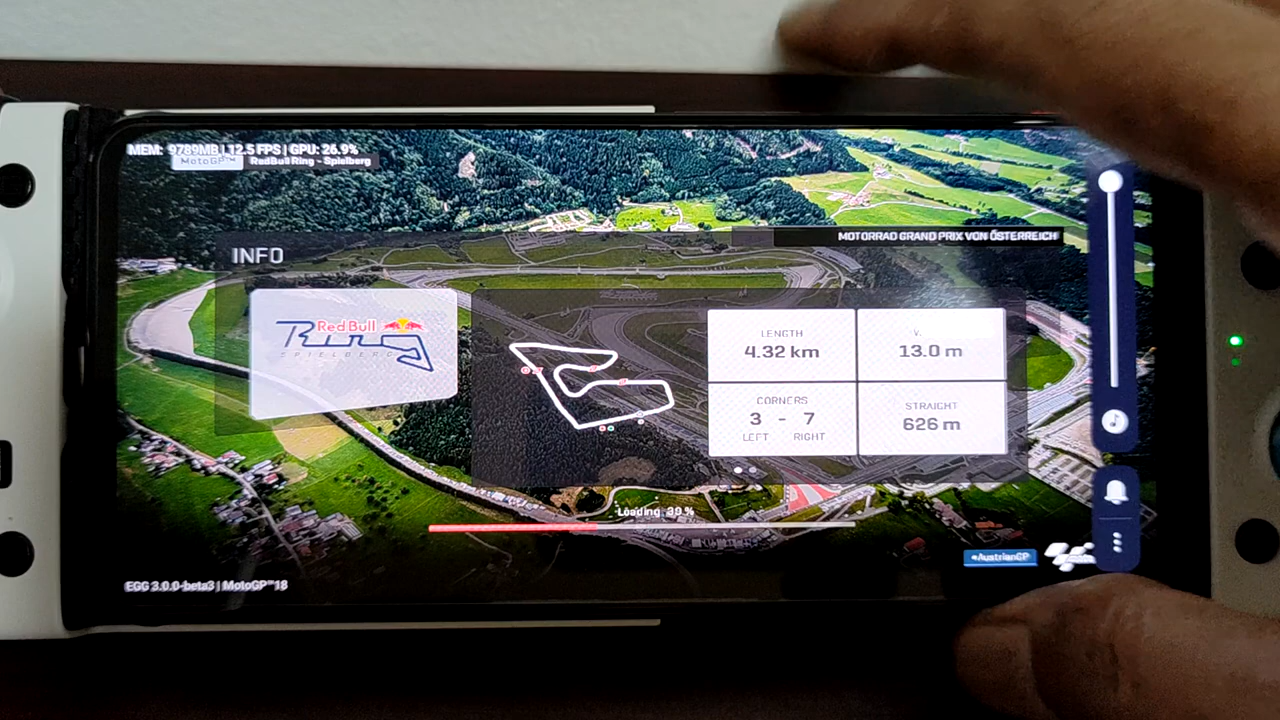 MEM: 9789MB | 12.5 FPS | GPU: 26.9%
MotoGP™ RedBull Ring - Spielberg
MOTORRAD GRAND PRIX VON ÖSTERREICH
INFO
Red Bull
Ring
SPIELBERG
LENGTH
4.32 km
13.0 m
CORNERS
3 - 7
LEFT RIGHT
STRAIGHT
626 m
Loading 39 %
#AustrianGP
EGG 3.0.0-beta3 | MotoGP™18